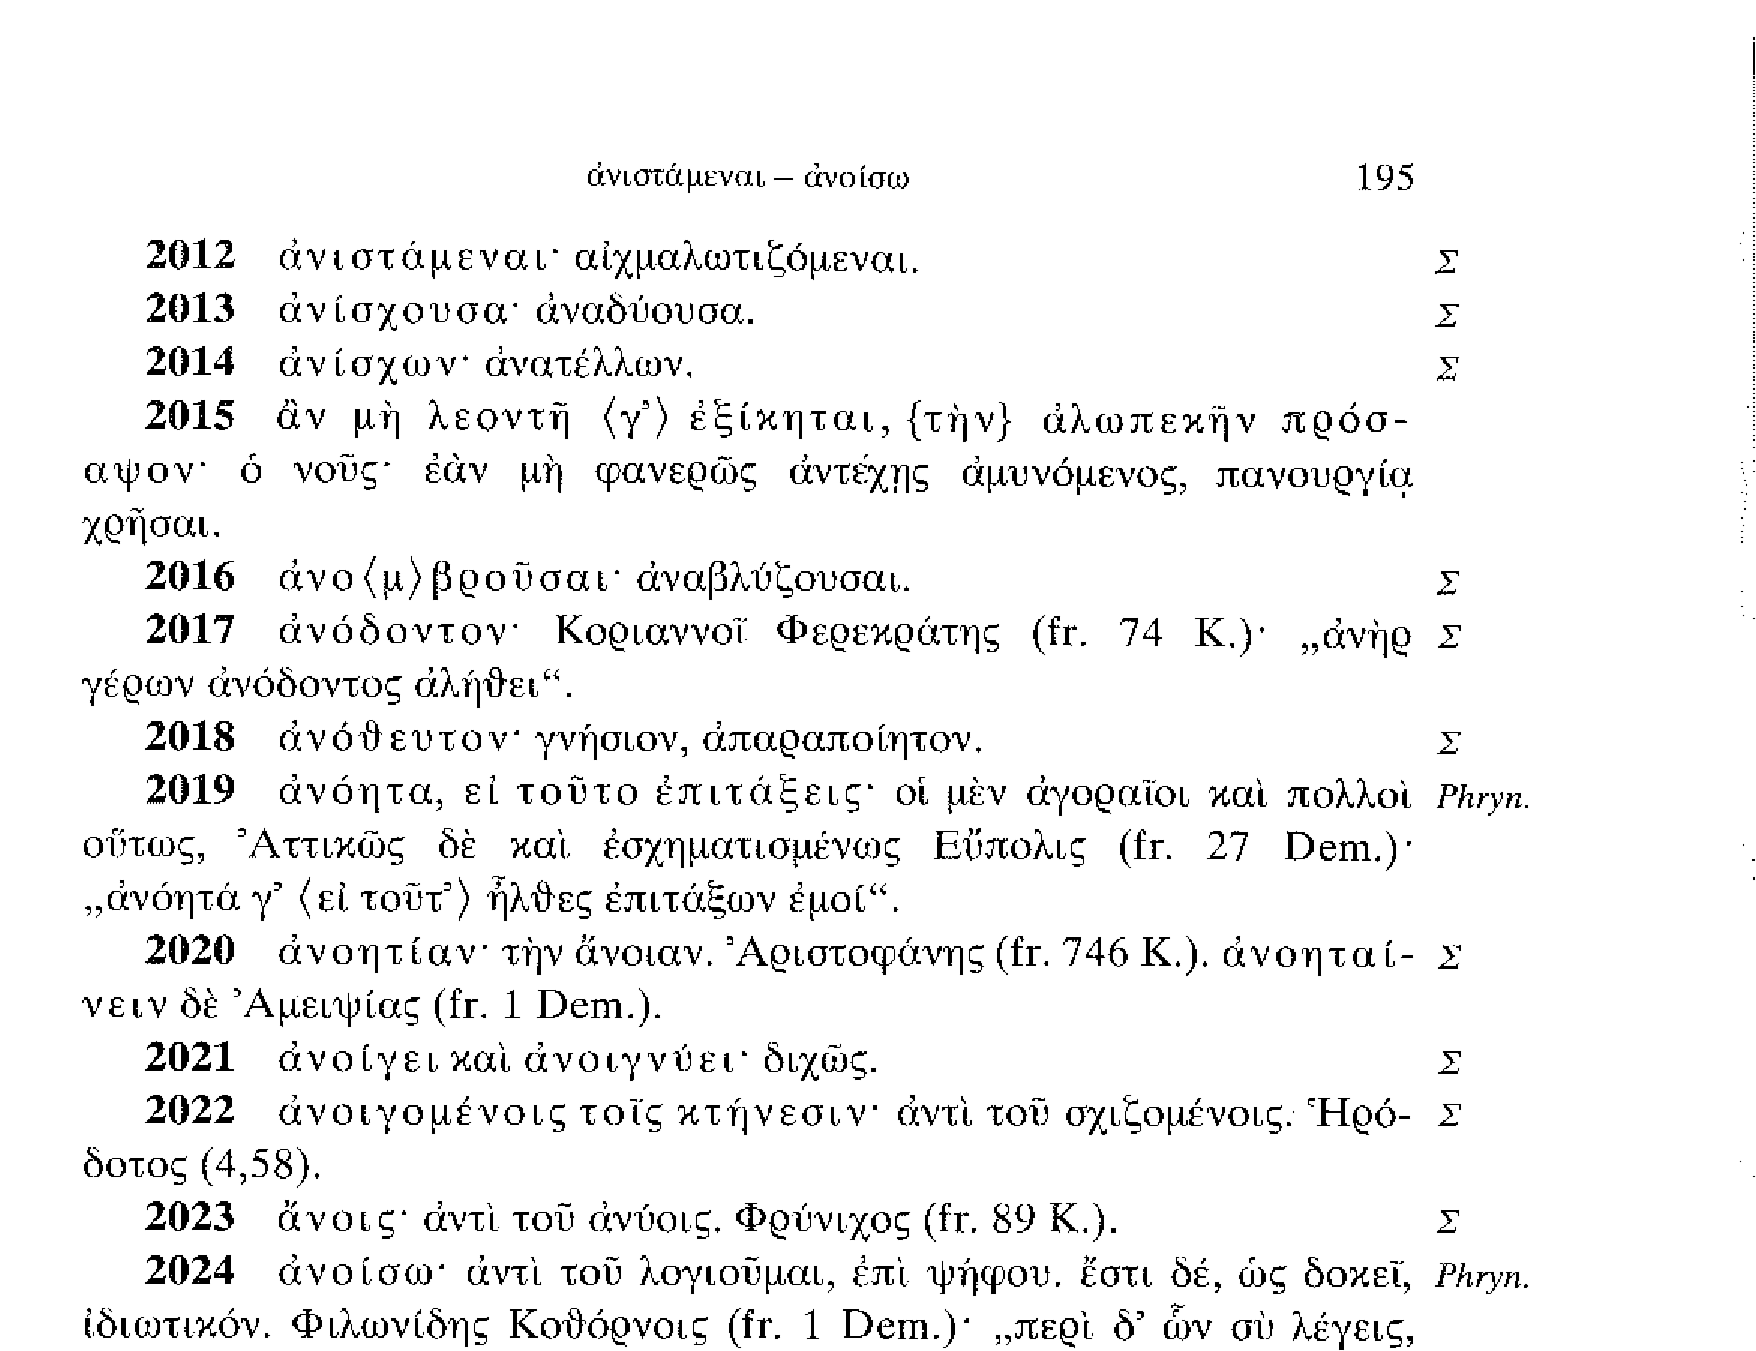 ἀνιστάμεναι – ἀνοίσω 195
2012 ἀνιστάμεναι· αἰχμαλωτιζόμεναι. Σ
2013 ἀνίσχουσα· ἀναδύουσα. Σ
2014 ἀνίσχων· ἀνατέλλων. Σ
2015 ἂν μὴ λεοντῆ ⟨γ’⟩ ἐξίκηται, {τὴν} ἀλωπεκῆν πρόσ-
αψον· ὁ νοῦς· ἐὰν μὴ φανερῶς ἀντέχῃς ἀμυνόμενος, πανουργίᾳ
χρῆσαι.
2016 ἀνο⟨μ⟩βροῦσαι· ἀναβλύζουσαι. Σ
2017 ἀνόδοντον· Κοριαννοῖ Φερεκράτης (fr. 74 K.)· „ἀνὴρ Σ
γέρων ἀνόδοντος ἀλήθει“.
2018 ἀνόθευτον· γνήσιον, ἀπαραποίητον. Σ
2019 ἀνόητα, εἰ τοῦτο ἐπιτάξεις· οἱ μὲν ἀγοραῖοι καὶ πολλοὶ Phryn.
οὕτως, Ἀττικῶς δὲ καὶ ἐσχηματισμένως Εὔπολις (fr. 27 Dem.)·
„ἀνόητά γ’ ⟨εἰ τοῦτ’⟩ ἦλθες ἐπιτάξων ἐμοί“.
2020 ἀνοητίαν· τὴν ἄνοιαν. Ἀριστοφάνης (fr. 746 K.). ἀνοηταί- Σ
νειν δὲ Ἀμειψίας (fr. 1 Dem.).
2021 ἀνοίγει καὶ ἀνοιγνύει· διχῶς. Σ
2022 ἀνοιγομένοις τοῖς κτήνεσιν· ἀντὶ τοῦ σχιζομένοις. Ἡρό- Σ
δοτος (4,58).
2023 ἄνοις· ἀντὶ τοῦ ἀνύοις. Φρύνιχος (fr. 89 K.). Σ
2024 ἀνοίσω· ἀντὶ τοῦ λογιοῦμαι, ἐπὶ ψήφου. ἔστι δέ, ὡς δοκεῖ, Phryn.
ἰδιωτικόν. Φιλωνίδης Κοθόρνοις (fr. 1 Dem.)· „περὶ δ’ ὧν σὺ λέγεις,